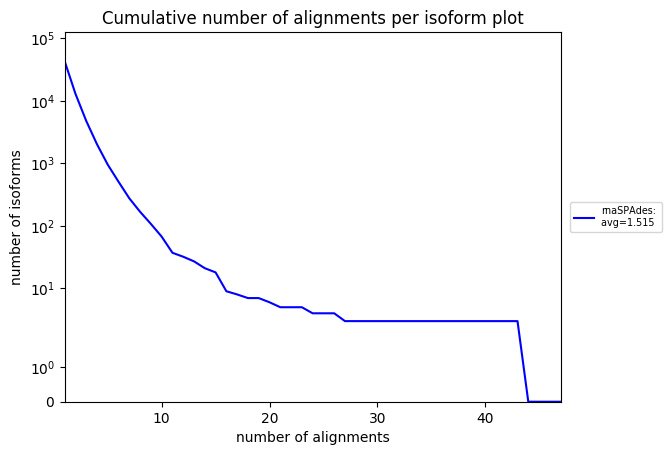 Cumulative number of alignments per isoform plot
number of isoforms
10⁵
10⁴
10³
10²
10¹
10⁰
0
10
20
30
40
number of alignments
rnaSPAdes:
avg=1.515